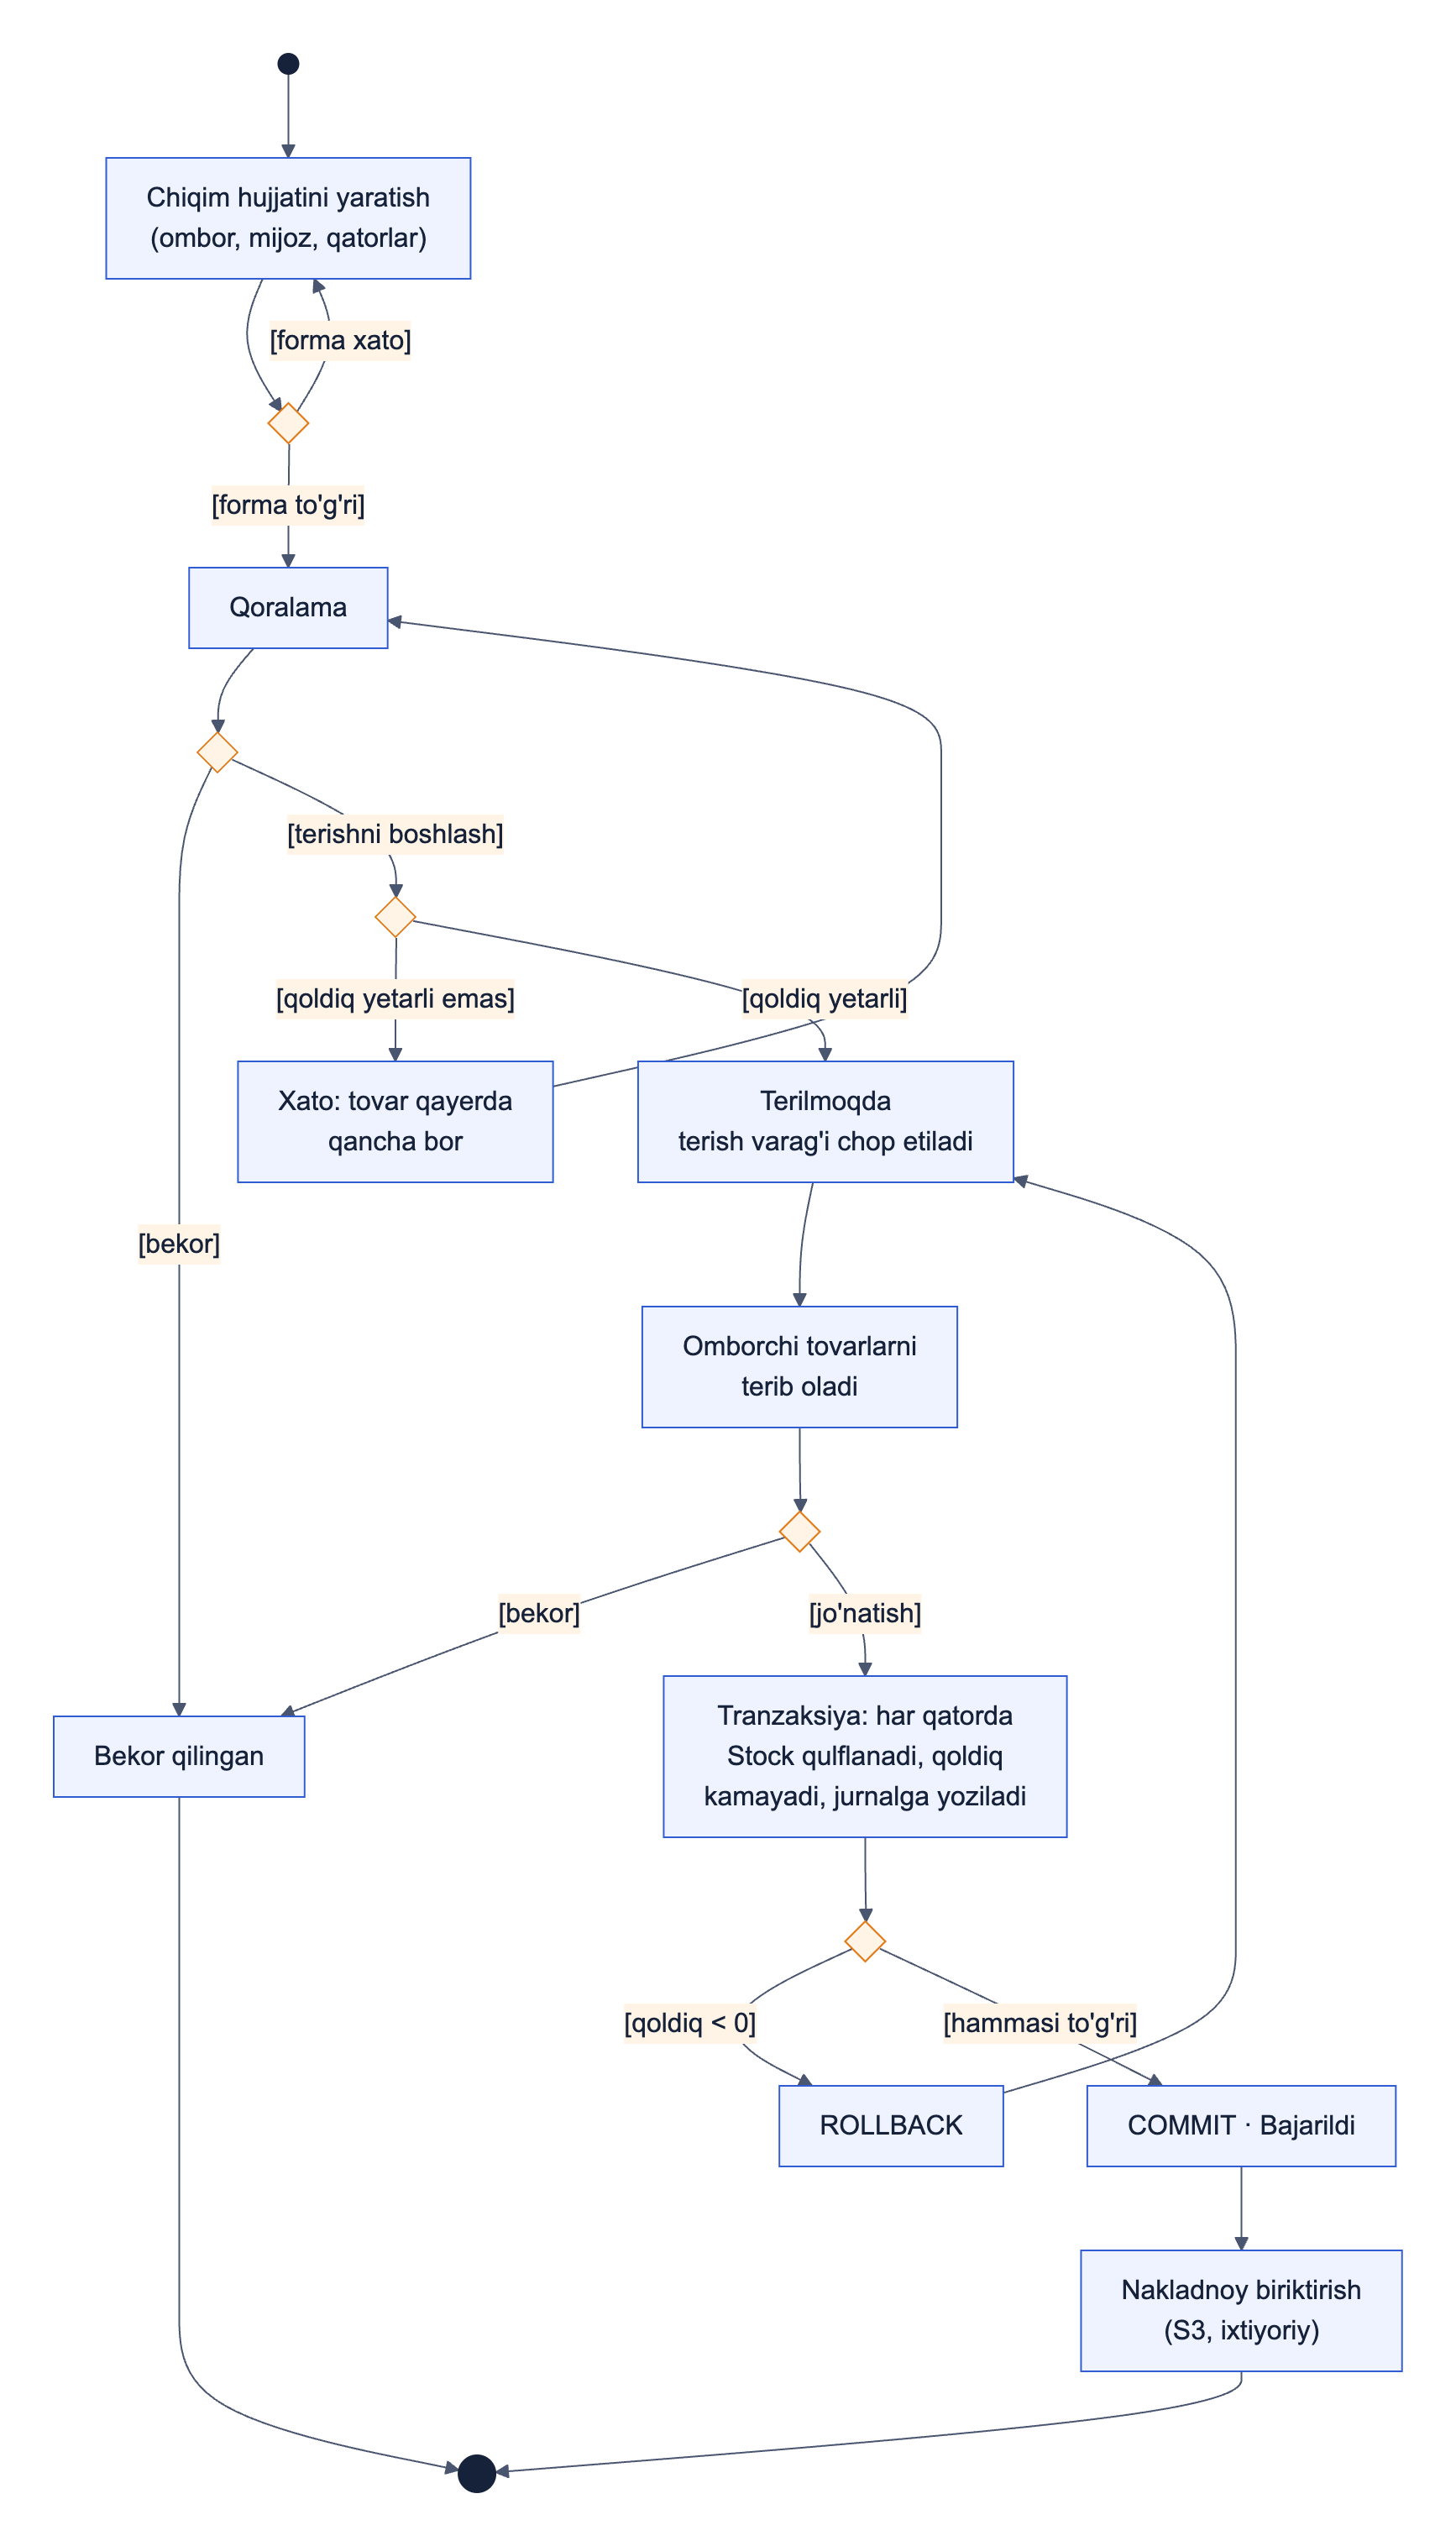 Chiqim hujjatini yaratish
(ombor, mijoz, qatorlar)
[forma xato]
[forma to'g'ri]
Qoralama
[terishni boshlash]
[qoldiq yetarli emas]
[qoldiq yetarli]
Xato: tovar qayerda
qancha bor
Terilmoqda
terish varag'i chop etiladi
[bekor]
Omborchi tovarlarni
terib oladi
[bekor]
[jo'natish]
Bekor qilingan
Tranzaksiya: har qatorda
Stock qulflanadi, qoldiq
kamayadi, jurnalga yoziladi
[qoldiq < 0]
[hammasi to'g'ri]
ROLLBACK
COMMIT · Bajarildi
Nakladnoy biriktirish
(S3, ixtiyoriy)